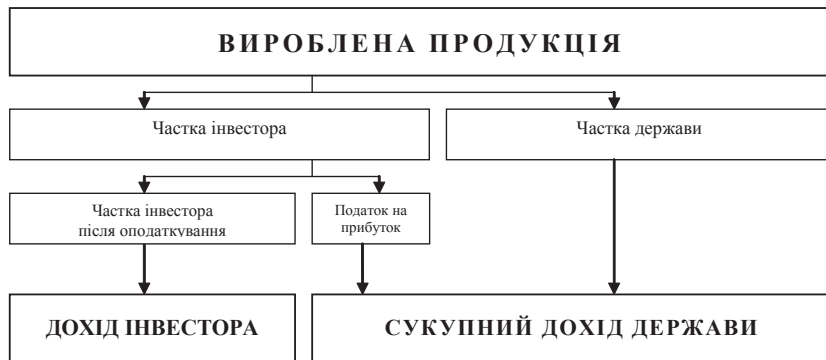 ВИРОБЛЕНА ПРОДУКЦІЯ
Частка інвестора
Частка держави
Частка інвестора
після оподаткування
Податок на
прибуток
ДОХІД ІНВЕСТОРА
СУКУПНИЙ ДОХІД ДЕРЖАВИ